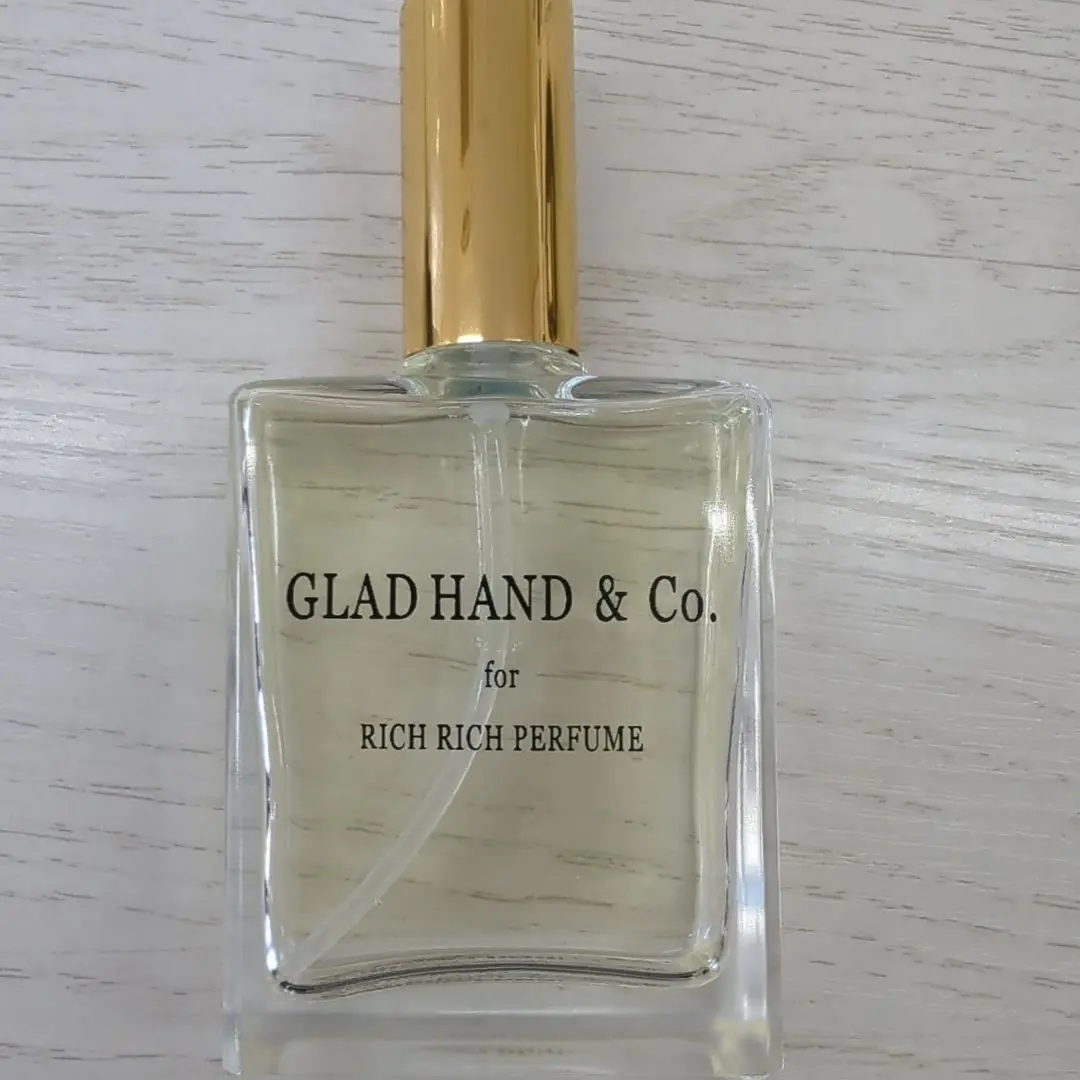 GLAD HAND & Co.
for
RICH RICH PERFUME